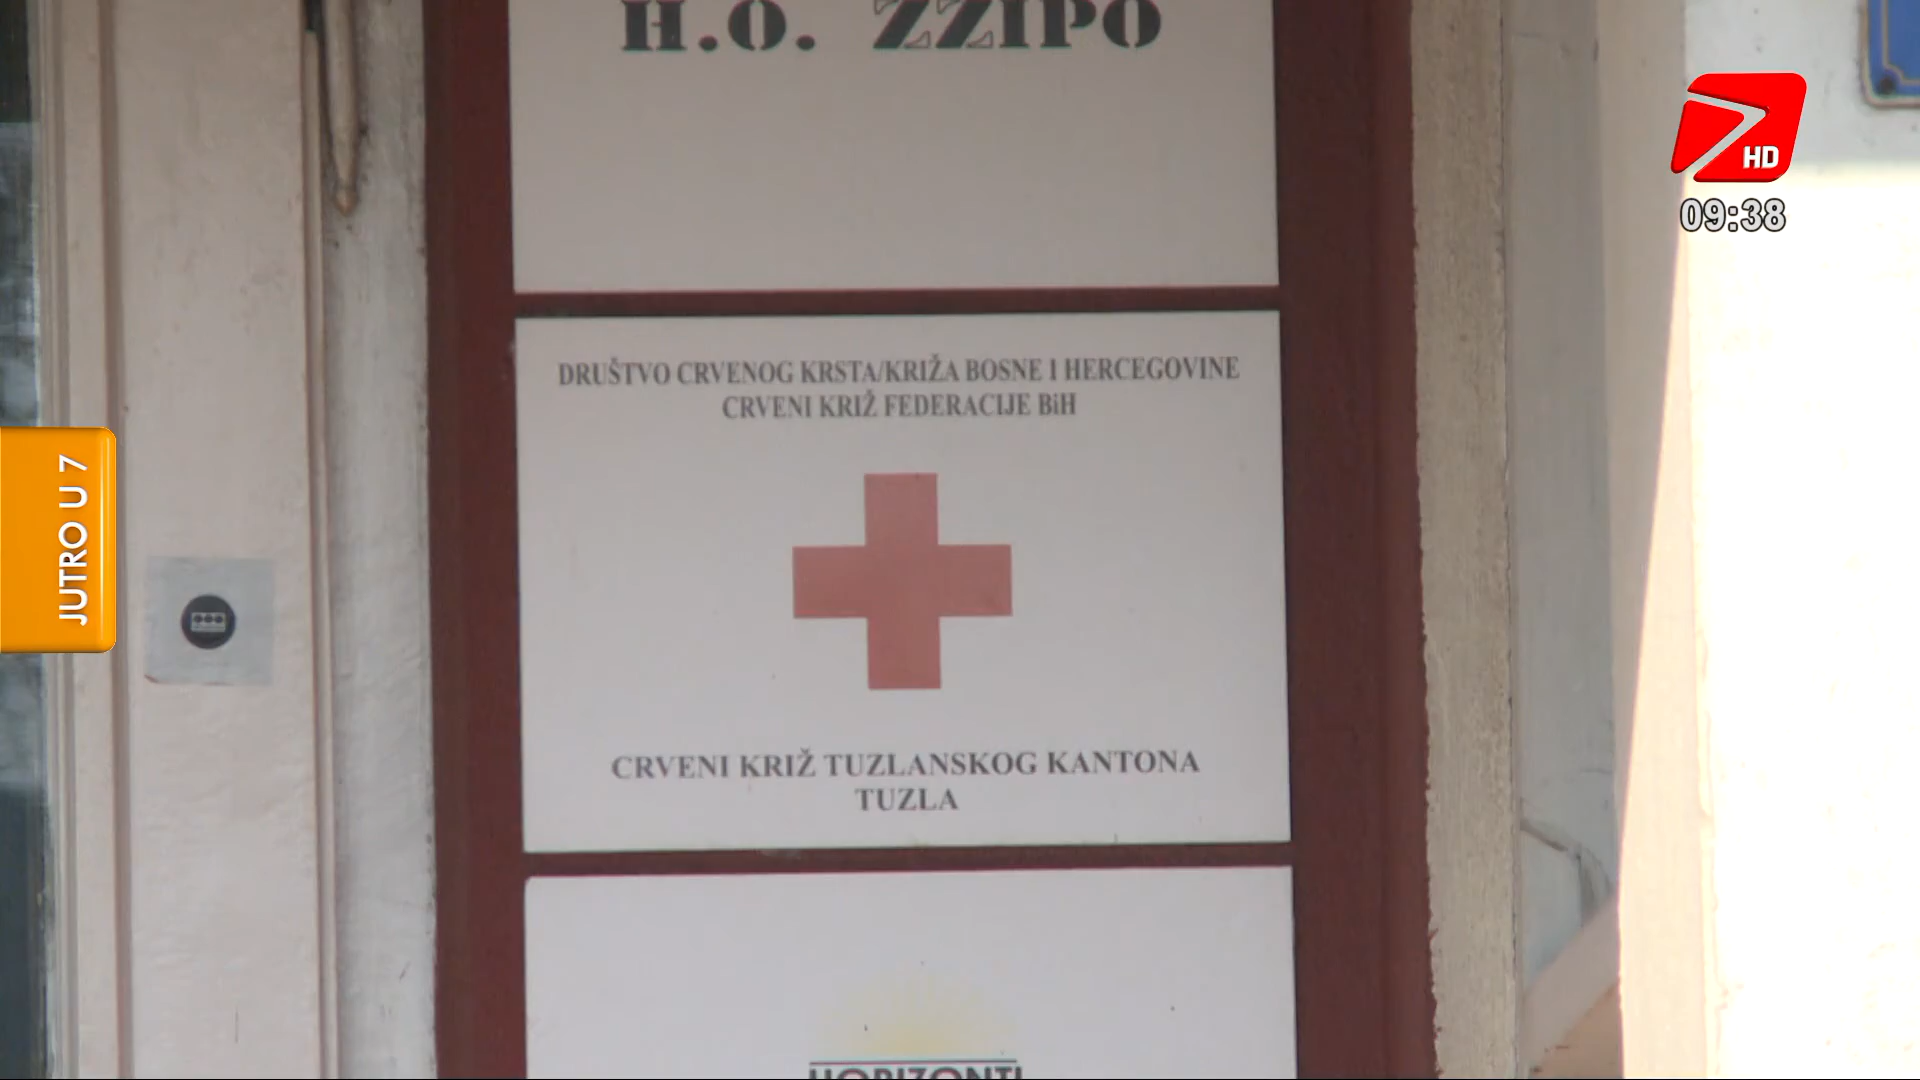 H.O. ZZIPO
HD
09:38
DRUŠTVO CRVENOG KRSTA/KRIŽA BOSNE I HERCEGOVINE
CRVENI KRIŽ FEDERACIJE BiH
JUTRO U 7
CRVENI KRIŽ TUZLANSKOG KANTONA
TUZLA
HORIZONTI